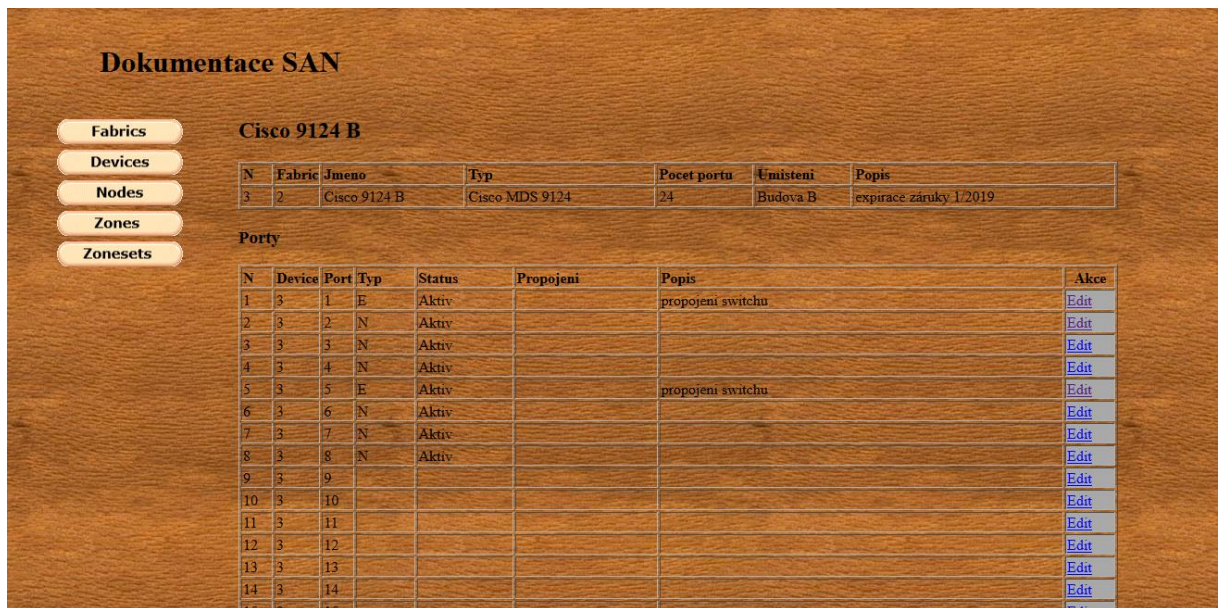 Dokumentace SAN
Fabrics
Devices
Nodes
Zones
Zonesets
Cisco 9124 B
N Fabric Jmeno Typ Pocet portu Umisteni Popis
3 2 Cisco 9124 B Cisco MDS 9124 24 Budova B expirace záruky 1/2019
Porty
N Device Port Typ Status Propojeni Popis Akce
1 3 1 E Aktiv propojeni switchu Edit
2 3 2 N Aktiv Edit
3 3 3 N Aktiv Edit
4 3 4 N Aktiv Edit
5 3 5 E Aktiv propojeni switchu Edit
6 3 6 N Aktiv Edit
7 3 7 N Aktiv Edit
8 3 8 N Aktiv Edit
9 3 9 Edit
10 3 10 Edit
11 3 11 Edit
12 3 12 Edit
13 3 13 Edit
14 3 14 Edit